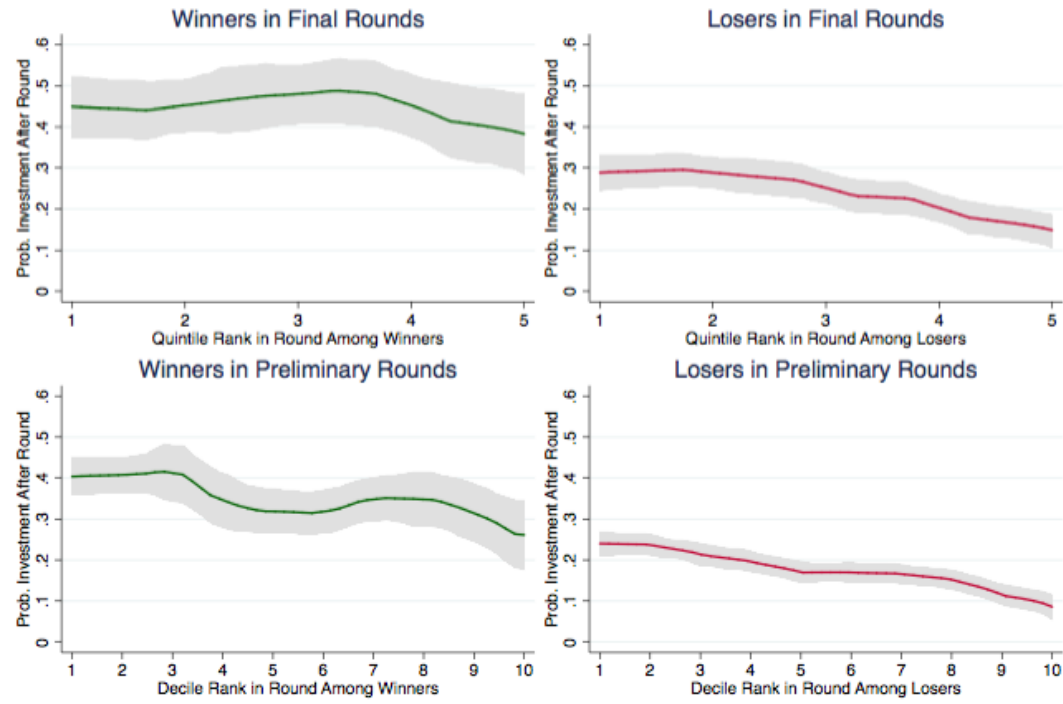 Winners in Final Rounds
Prob. Investment After Round
0 .1 .2 .3 .4 .5 .6
1 2 3 4 5
Quintile Rank in Round Among Winners
Losers in Final Rounds
Prob. Investment After Round
0 .1 .2 .3 .4 .5 .6
1 2 3 4 5
Quintile Rank in Round Among Losers
Winners in Preliminary Rounds
Prob. Investment After Round
0 .1 .2 .3 .4 .5 .6
1 2 3 4 5 6 7 8 9 10
Decile Rank in Round Among Winners
Losers in Preliminary Rounds
Prob. Investment After Round
0 .1 .2 .3 .4 .5 .6
1 2 3 4 5 6 7 8 9 10
Decile Rank in Round Among Losers